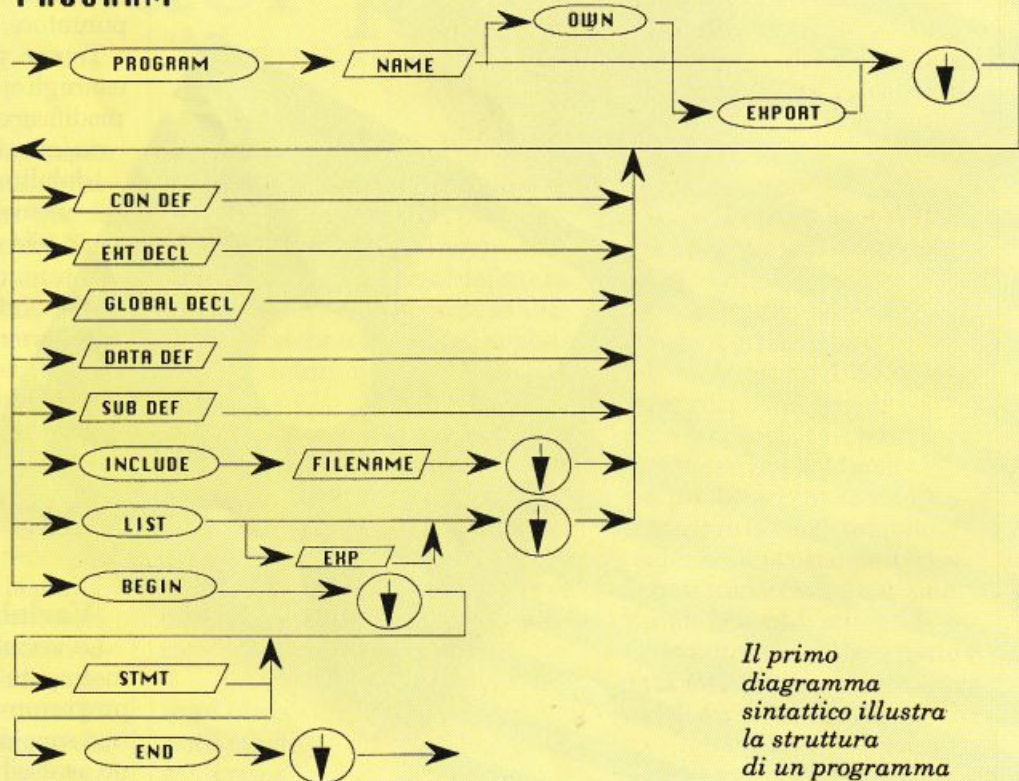 PROGRAM
OWN
PROGRAM
NAME
EXPORT
CON DEF
EXT DECL
GLOBAL DECL
DATA DEF
SUB DEF
INCLUDE
FILENAME
LIST
EXP
BEGIN
STMT
END
Il primo
diagramma
sintattico illustra
la struttura
di un programma